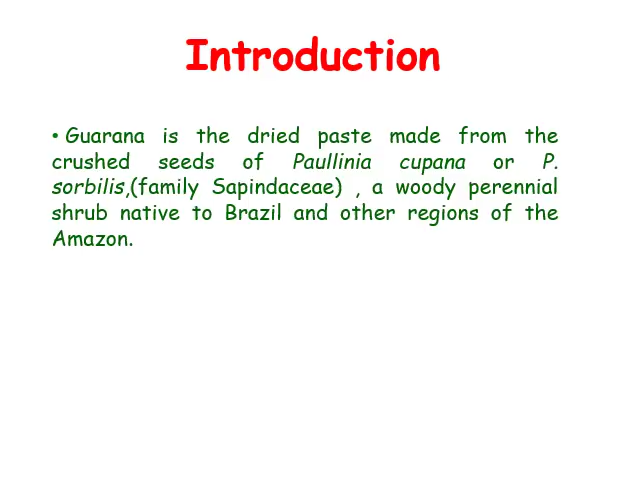 Introduction
• Guarana is the dried paste made from the
crushed seeds of Paullinia cupana or P.
sorbilis,(family Sapindaceae) , a woody perennial
shrub native to Brazil and other regions of the
Amazon.